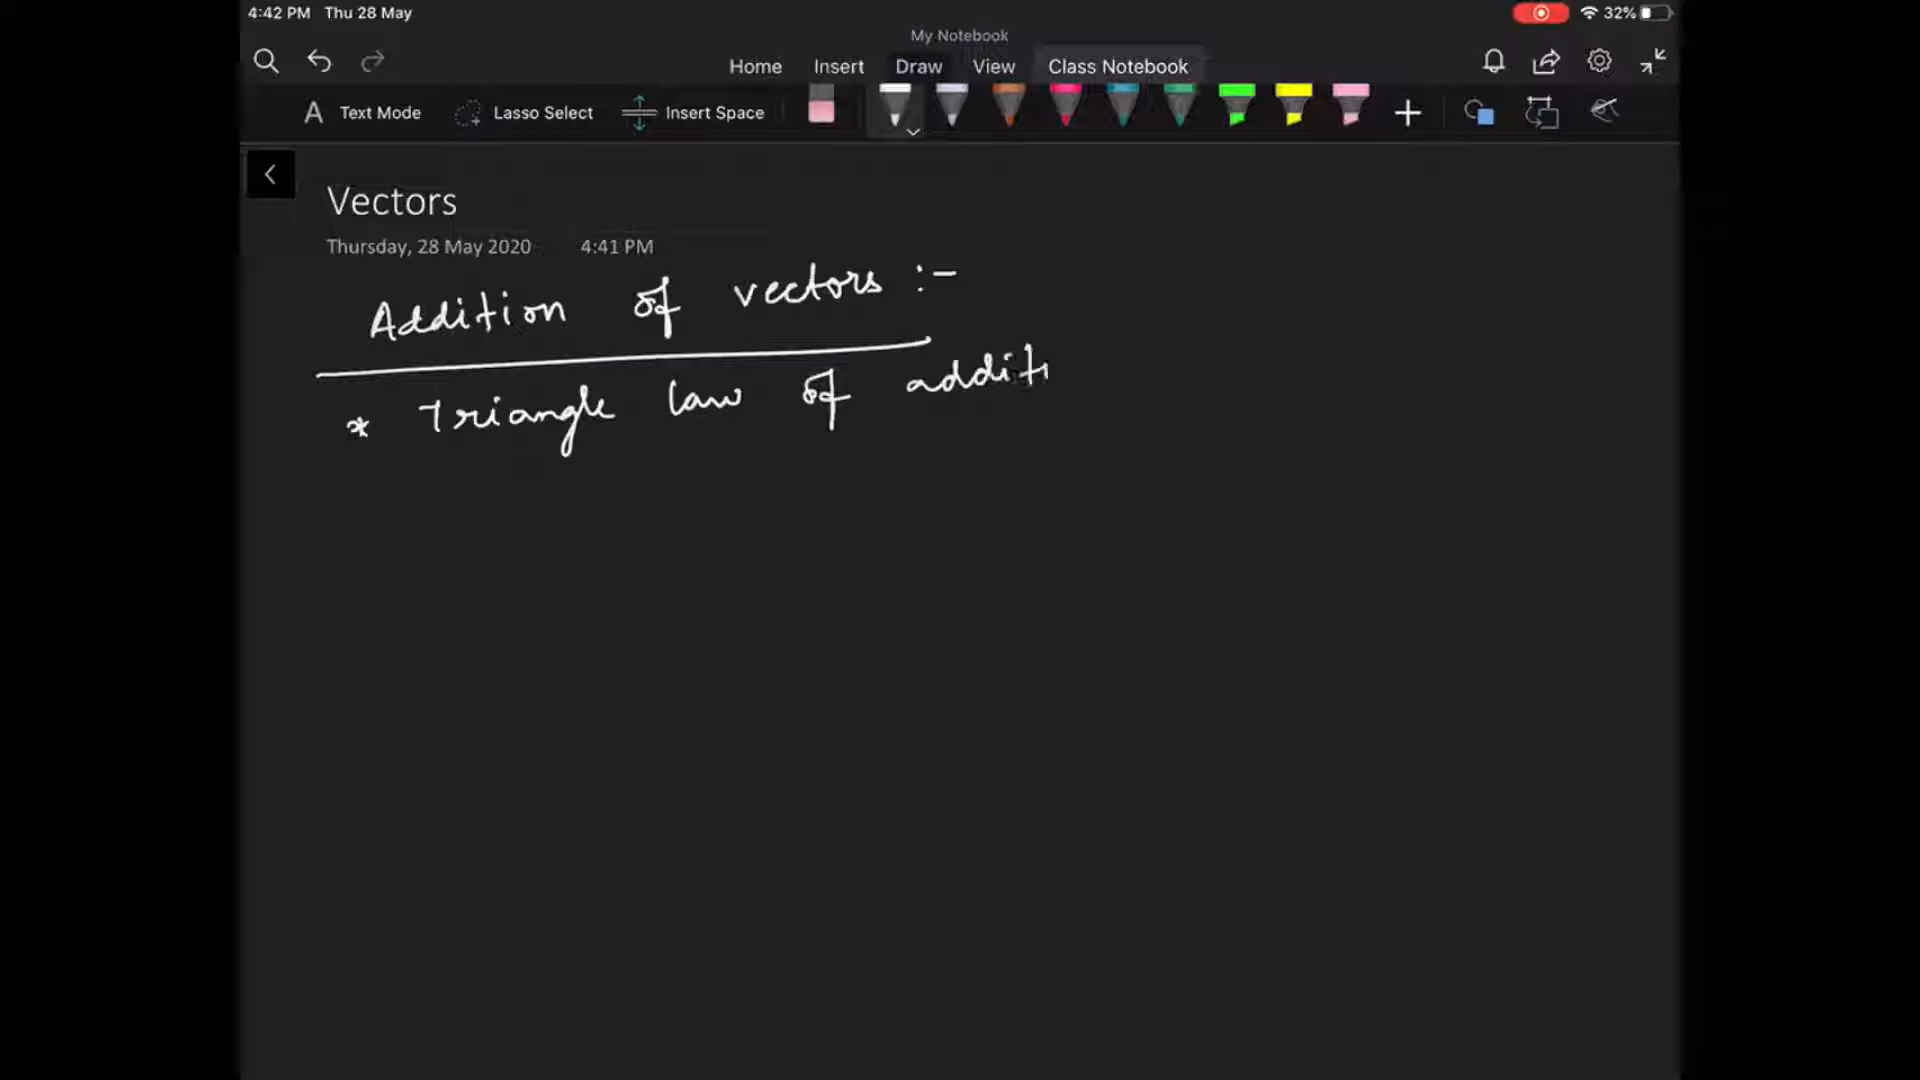 4:42 PM Thu 28 May
32%
My Notebook
Home Insert Draw View Class Notebook
A Text Mode Lasso Select Insert Space
Vectors
Thursday, 28 May 2020 4:41 PM
Addition of vectors :-
* Triangle law of additi